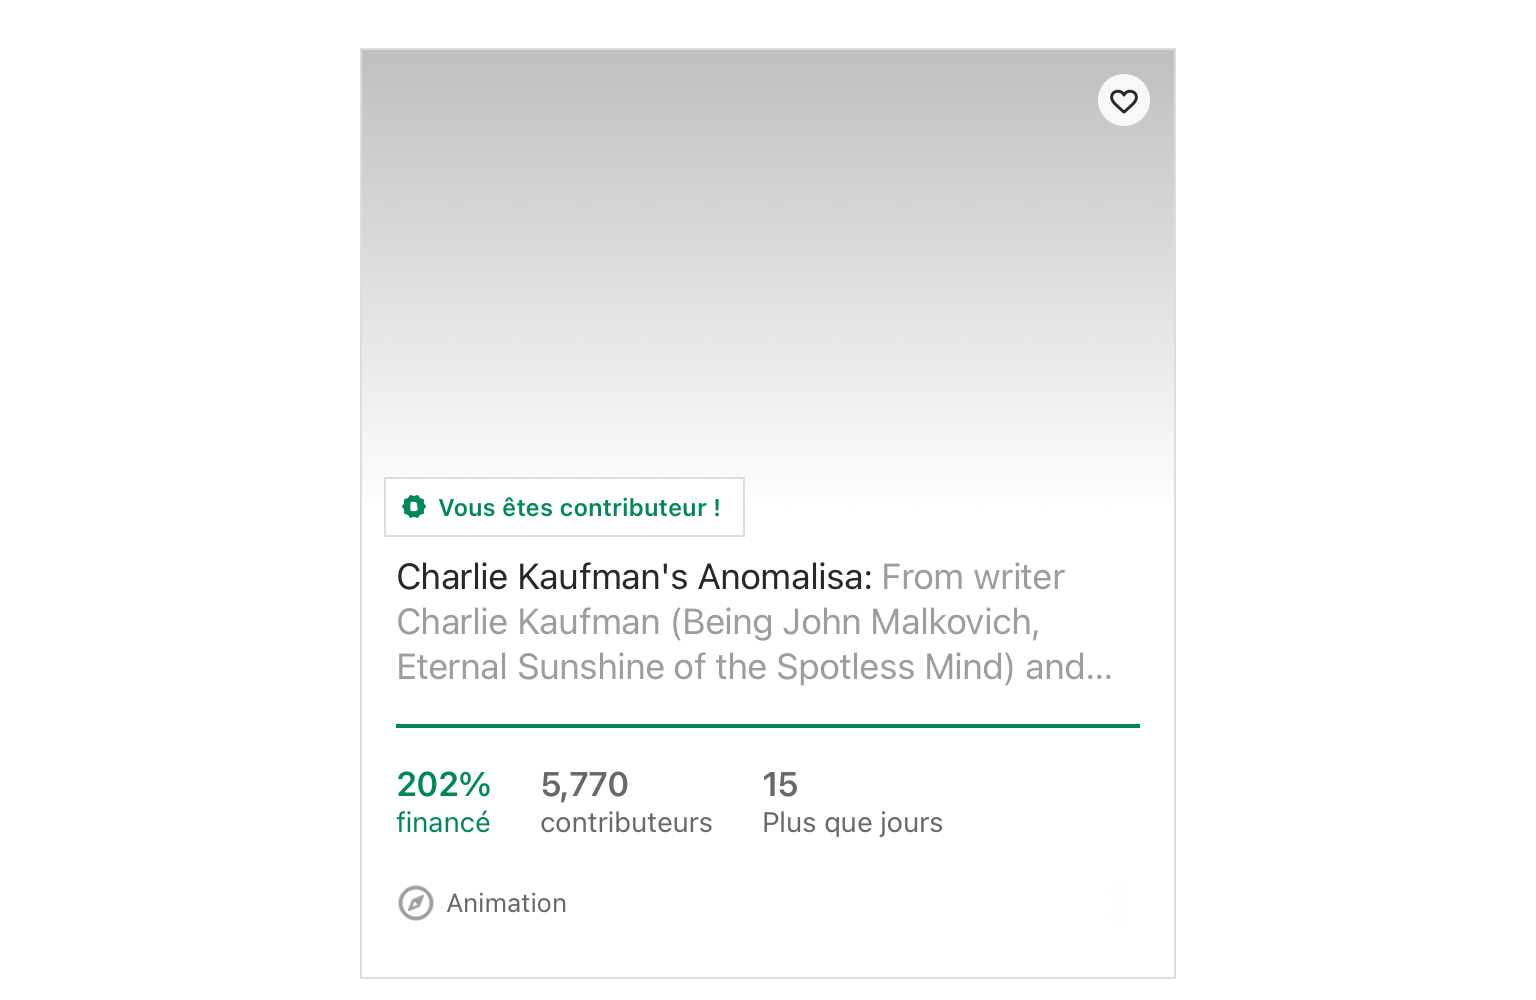 Vous êtes contributeur !
Charlie Kaufman's Anomalisa: From writer
Charlie Kaufman (Being John Malkovich,
Eternal Sunshine of the Spotless Mind) and...
202% 5,770 15
financé contributeurs Plus que jours
Animation